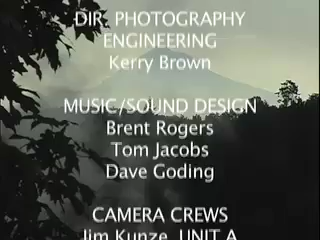 DIR. PHOTOGRAPHY
ENGINEERING
Kerry Brown
MUSIC/SOUND DESIGN
Brent Rogers
Tom Jacobs
Dave Goding
CAMERA CREWS
Jim Kunze, UNIT A